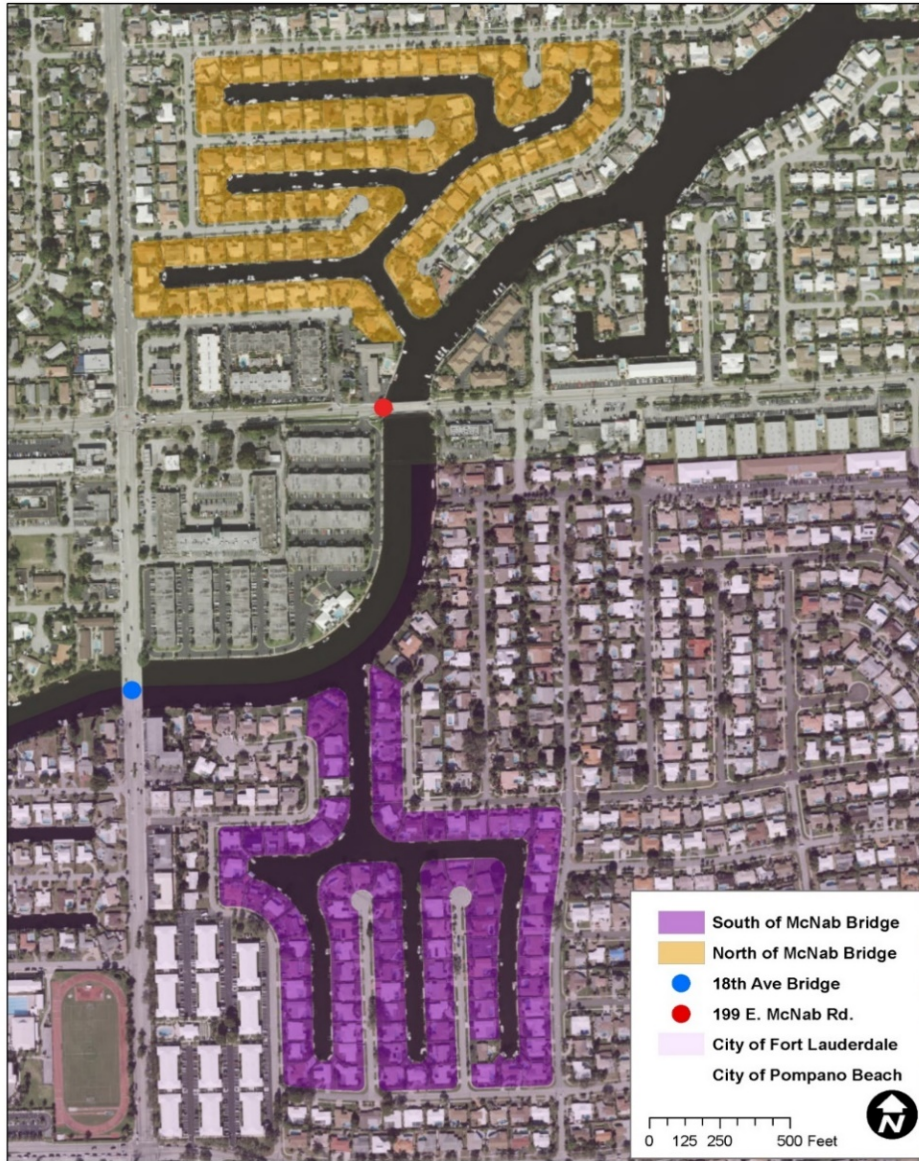 South of McNab Bridge
North of McNab Bridge
18th Ave Bridge
199 E. McNab Rd.
City of Fort Lauderdale
City of Pompano Beach
N
0 125 250 500 Feet